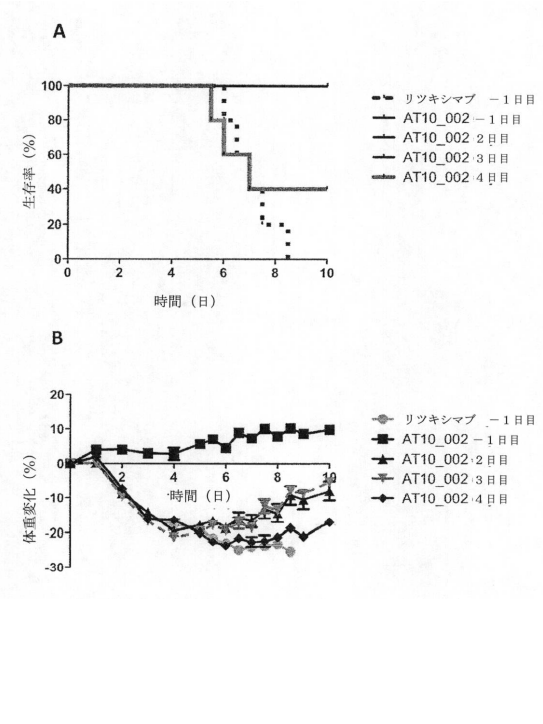 A
100
80
60
40
20
0
生存率（%）
0 2 4 6 8 10
時間（日）
リツキシマブ －1日目
AT10_002 －1日目
AT10_002 2日目
AT10_002 3日目
AT10_002 4日目
B
20
10
0
-10
-20
-30
体重変化（%）
2 4 6 8 10
時間（日）
リツキシマブ －1日目
AT10_002 －1日目
AT10_002 2日目
AT10_002 3日目
AT10_002 4日目